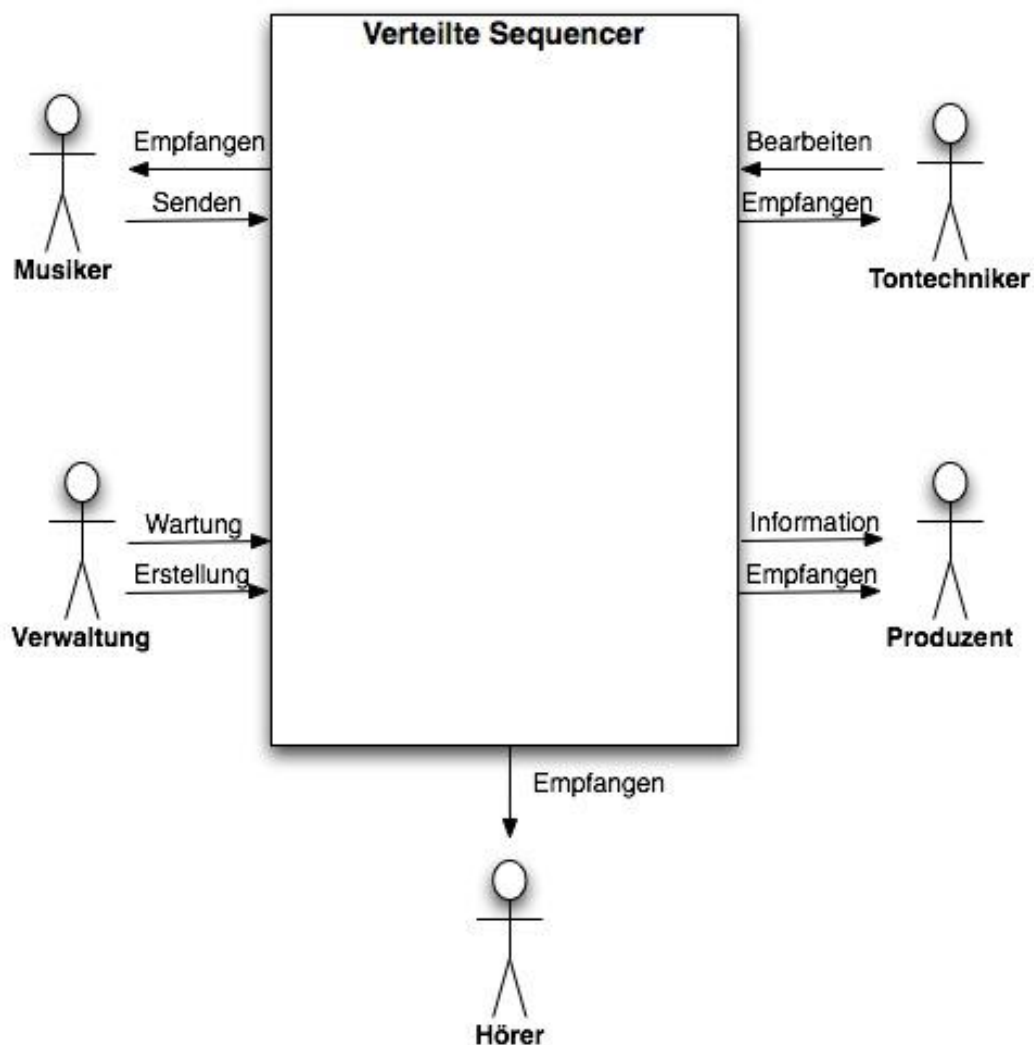 Verteilte Sequencer
Empfangen
Senden
Musiker
Bearbeiten
Empfangen
Tontechniker
Wartung
Erstellung
Verwaltung
Information
Empfangen
Produzent
Empfangen
Hörer